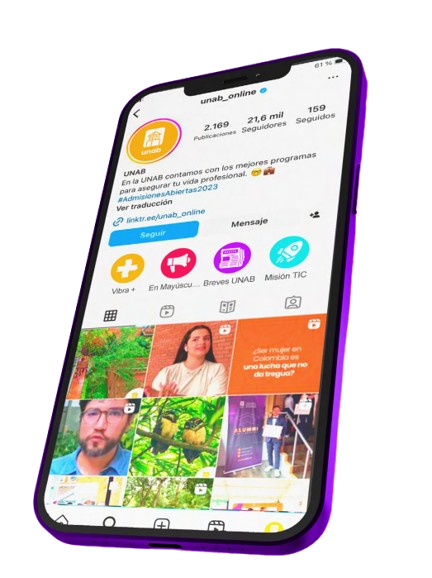 61 %
unab_online
unab
2.169
Publicaciones
21,6 mil
Seguidores
159
Seguidos
UNAB
En la UNAB contamos con los mejores programas
para asegurar tu vida profesional.
#AdmisionesAbiertas2023
Ver traducción
linktr.ee/unab_online
Seguir
Mensaje
Vibra +
En Mayúscu...
Breves UNAB
Misión TIC
¿Ser mujer en
Colombia es
una lucha que no
da tregua?
ALUMNI